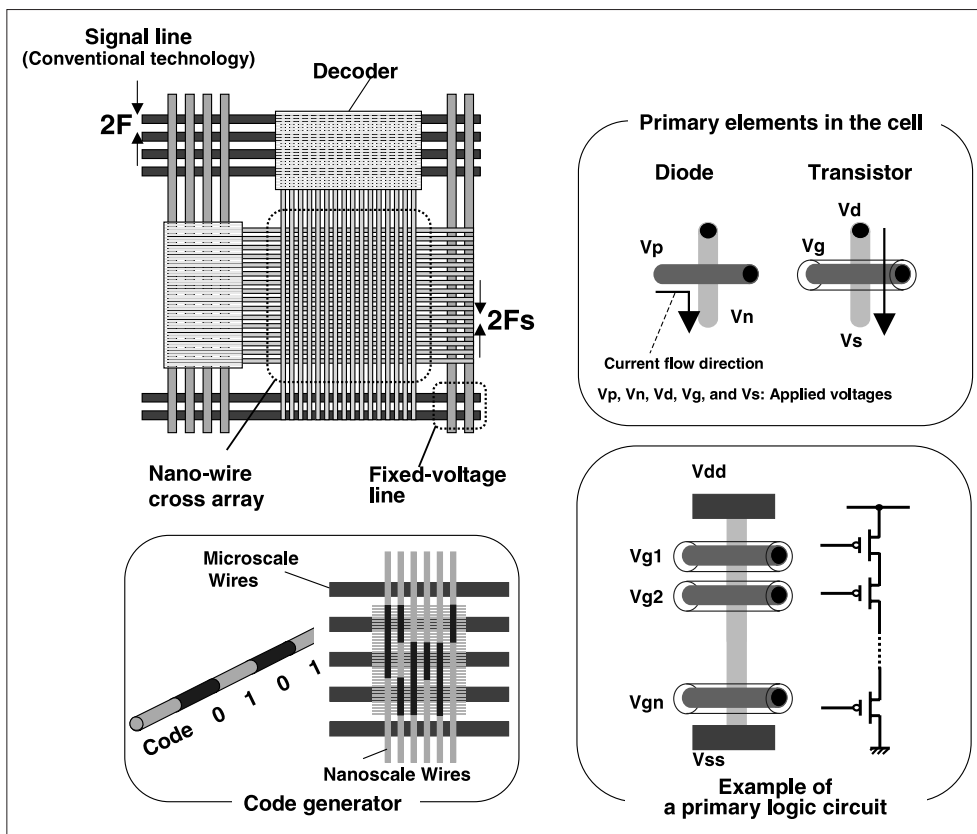 Signal line
(Conventional technology)
Decoder
2F
2Fs
Nano-wire
cross array
Fixed-voltage
line
Primary elements in the cell
Diode
Transistor
Vp
Vn
Vd
Vg
Vs
Current flow direction
Vp, Vn, Vd, Vg, and Vs: Applied voltages
Microscale
Wires
Code 0 1 0 1
Nanoscale Wires
Code generator
Vdd
Vg1
Vg2
Vgn
Vss
Example of
a primary logic circuit